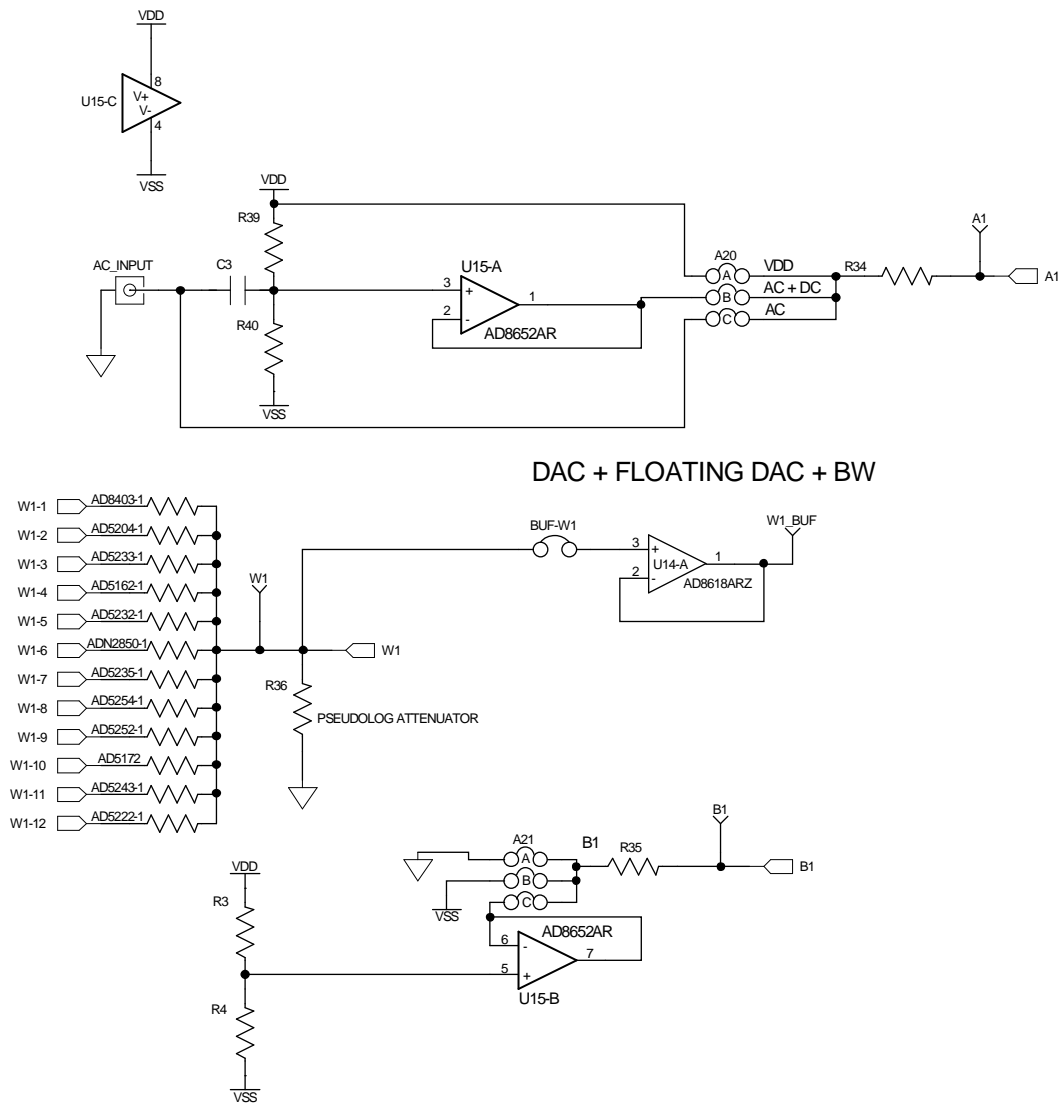 VDD
8
U15-C
V+
V-
4
VSS
VDD
R39
A1
AC_INPUT
C3
U15-A
A20
VDD
R34
A
3
+
1
AC + DC
A1
B
2
-
AC
C
R40
AD8652AR
VSS
DAC + FLOATING DAC + BW
W1-1
AD8403-1
W1-2
AD5204-1
BUF-W1
W1_BUF
W1-3
AD5233-1
3
+
U14-A
1
W1-4
AD5162-1
W1
2
-
AD8618ARZ
W1-5
AD5232-1
W1-6
ADN2850-1
W1
W1-7
AD5235-1
R36
W1-8
AD5254-1
PSEUDOLOG ATTENUATOR
W1-9
AD5252-1
W1-10
AD5172
W1-11
AD5243-1
W1-12
AD5222-1
B1
A21
B1
R35
A
B1
VDD
B
R3
VSS
C
AD8652AR
6
-
7
5
+
U15-B
R4
VSS